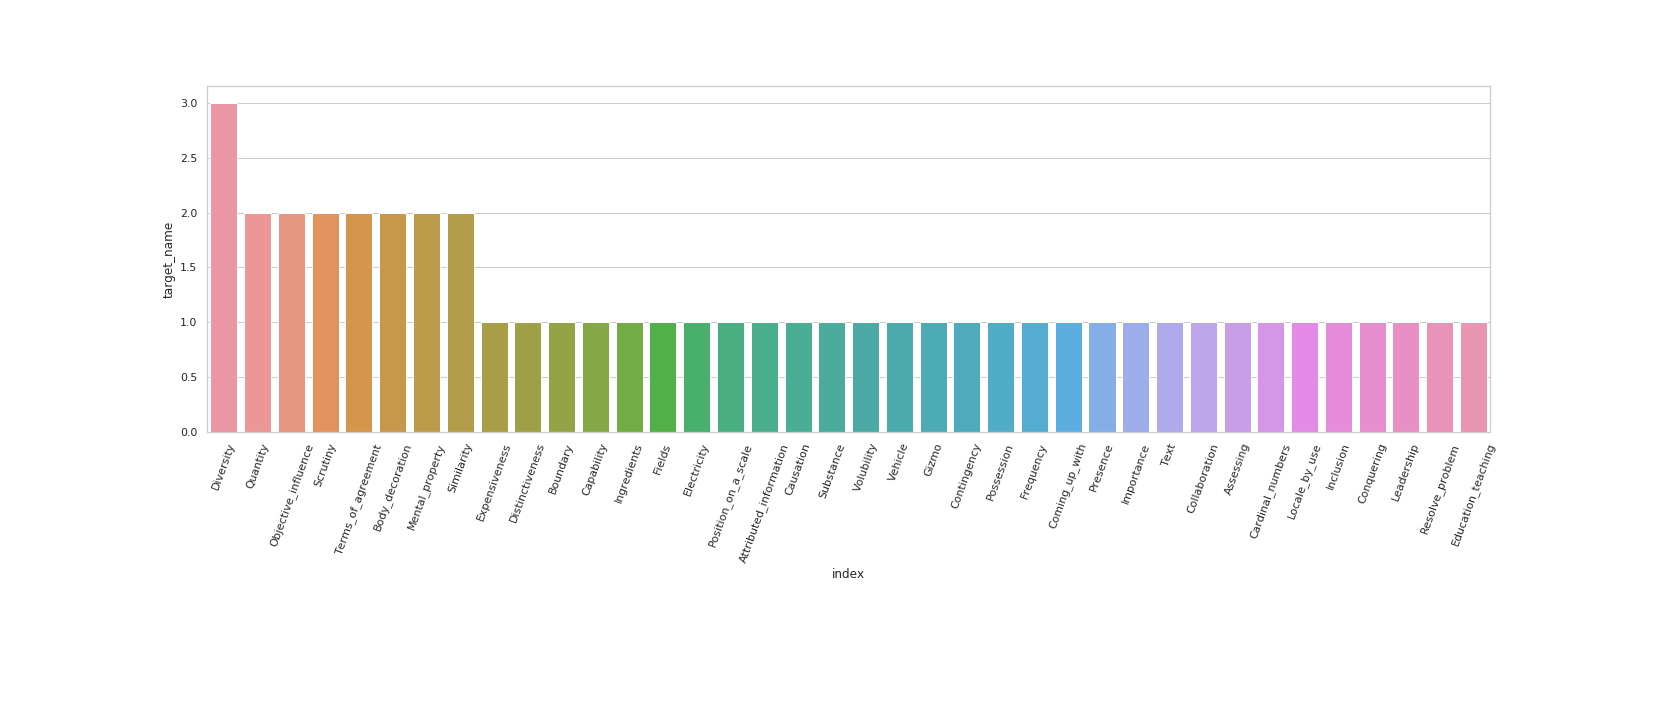 3.0
2.5
2.0
1.5
1.0
0.5
0.0
target_name
Diversity
Quantity
Objective_influence
Scrutiny
Terms_of_agreement
Body_decoration
Mental_property
Similarity
Expensiveness
Distinctiveness
Boundary
Capability
Ingredients
Fields
Electricity
Position_on_a_scale
Attributed_information
Causation
Substance
Volubility
Vehicle
Gizmo
Contingency
Possession
Frequency
Coming_up_with
Presence
Importance
Text
Collaboration
Assessing
Cardinal_numbers
Locale_by_use
Inclusion
Conquering
Leadership
Resolve_problem
Education_teaching
index